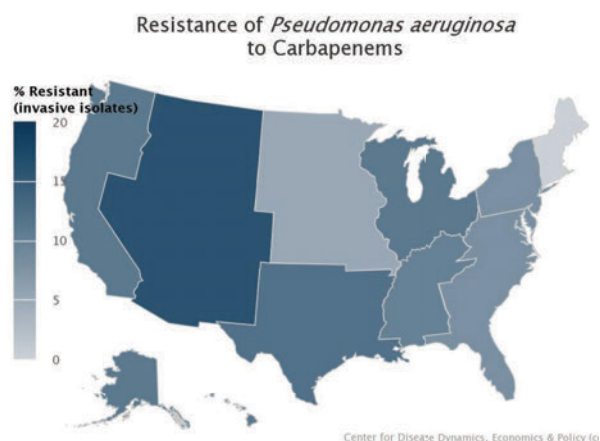 Resistance of Pseudomonas aeruginosa
to Carbapenems
% Resistant
(invasive isolates)
20
15
10
5
0
Center for Disease Dynamics, Economics & Policy (c